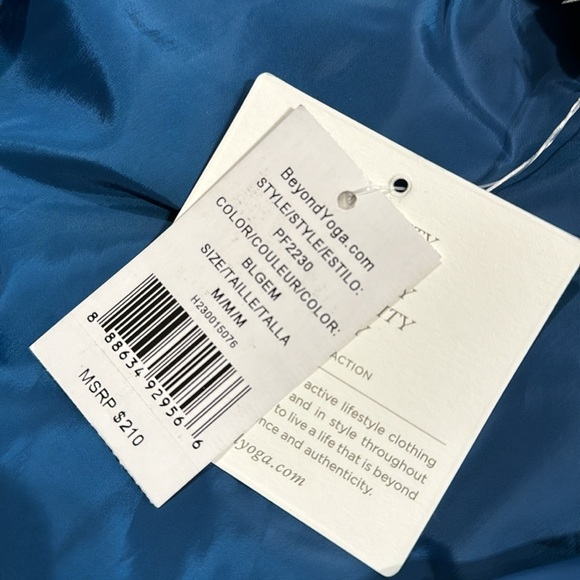 BeyondYoga.com
STYLE/STYLE/ESTILO:
PF2230
COLOR/COULEUR/COLOR:
BLGEM
SIZE/TAILLE/TALLA
M/M/M
H230015076
8 88634 92956 6
MSRP $210
TY
ACTION
active lifestyle clothing
and in style throughout
to live a life that is beyond
nce and authenticity.
yoga.com